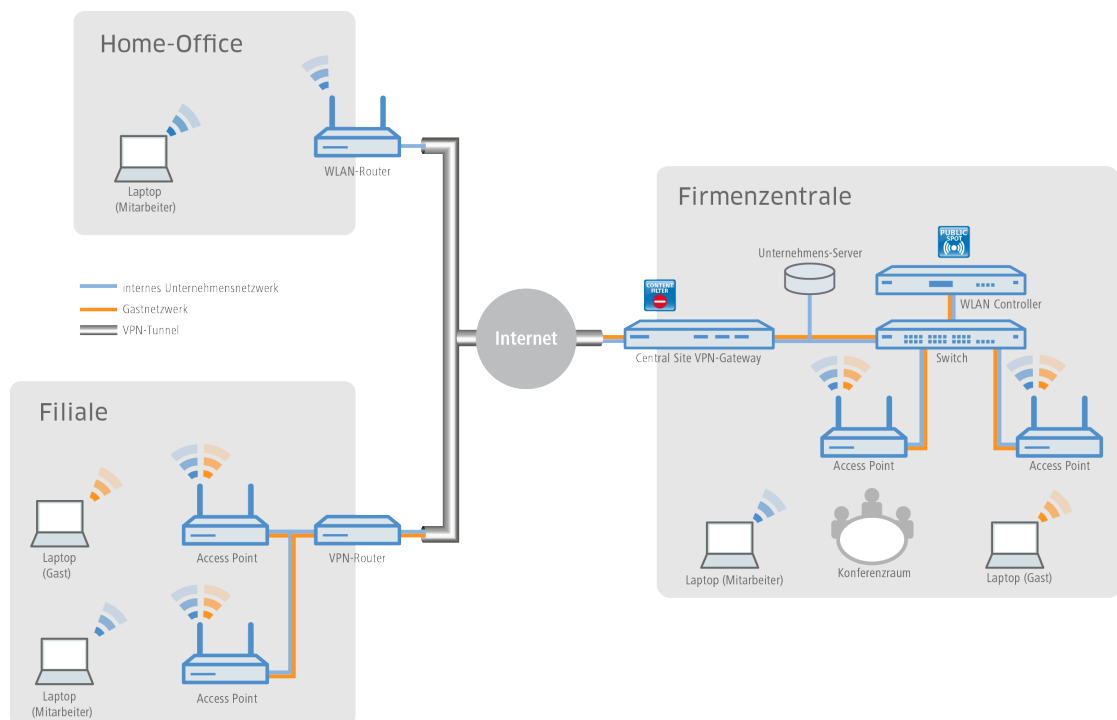 Home-Office
WLAN-Router
Laptop
(Mitarbeiter)
internes Unternehmensnetzwerk
Gastnetzwerk
VPN-Tunnel
Internet
Firmenzentrale
PUBLIC
SPOT
Unternehmens-Server
CONTENT
FILTER
WLAN Controller
Central Site VPN-Gateway
Switch
Access Point
Access Point
Laptop (Mitarbeiter)
Konferenzraum
Laptop (Gast)
Filiale
Laptop
(Gast)
Access Point
VPN-Router
Laptop
(Mitarbeiter)
Access Point